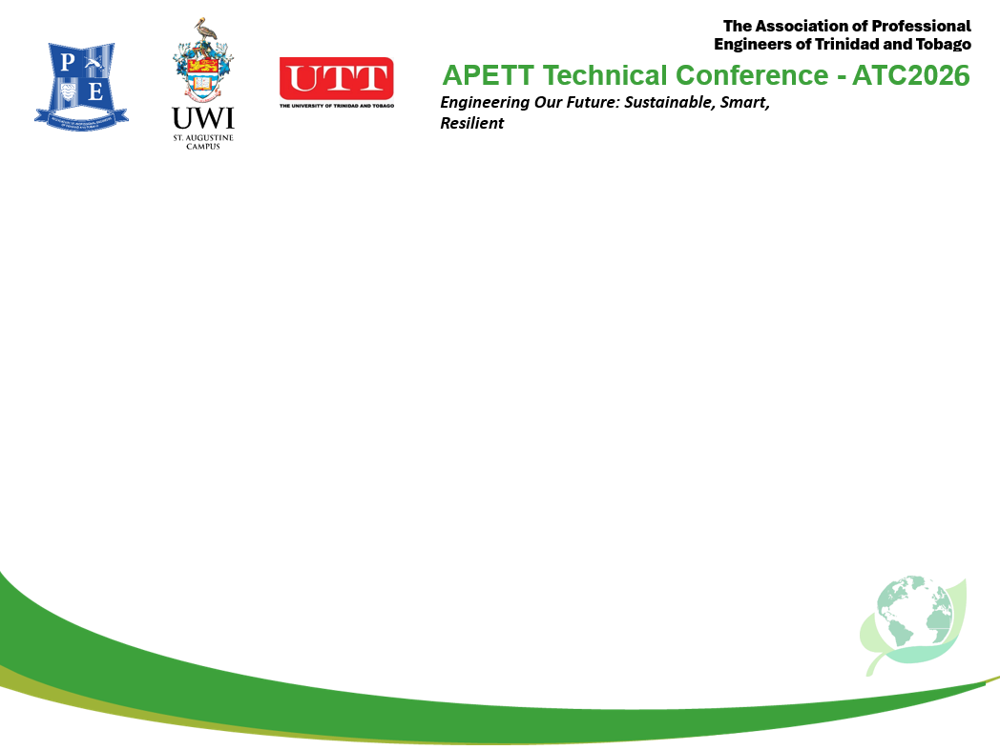 P
E
UWI
ST. AUGUSTINE
CAMPUS
UTT
THE UNIVERSITY OF TRINIDAD AND TOBAGO
The Association of Professional
Engineers of Trinidad and Tobago
APETT Technical Conference - ATC2026
Engineering Our Future: Sustainable, Smart,
Resilient